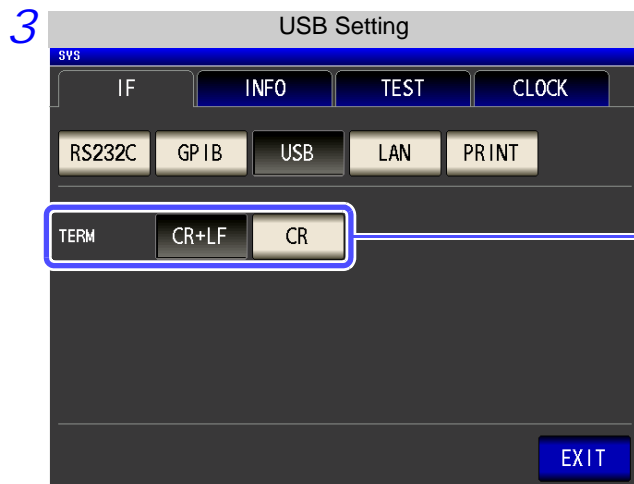 3
USB Setting
SYS
IF INFO TEST CLOCK
RS232C GPIB USB LAN PRINT
TERM CR+LF CR
EXIT